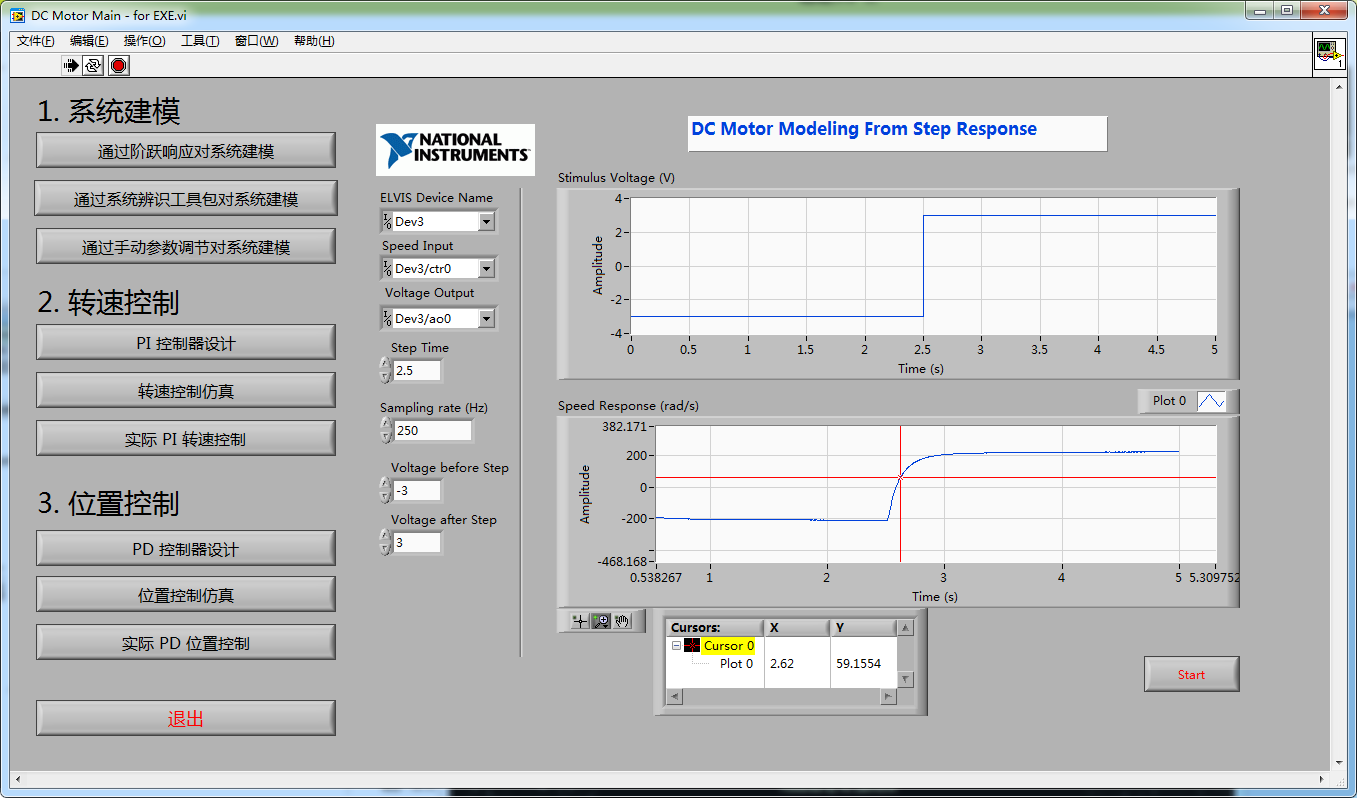 DC Motor Main - for EXE.vi
文件(F) 编辑(E) 操作(O) 工具(T) 窗口(W) 帮助(H)
1
1. 系统建模
通过阶跃响应对系统建模
通过系统辨识工具包对系统建模
通过手动参数调节对系统建模
2. 转速控制
PI 控制器设计
转速控制仿真
实际 PI 转速控制
3. 位置控制
PD 控制器设计
位置控制仿真
实际 PD 位置控制
退出
NATIONAL
INSTRUMENTS
ELVIS Device Name
Dev3
Speed Input
Dev3/ctr0
Voltage Output
Dev3/ao0
Step Time
2.5
Sampling rate (Hz)
250
Voltage before Step
-3
Voltage after Step
3
DC Motor Modeling From Step Response
Stimulus Voltage (V)
Amplitude
4
2
0
-2
-4
0 0.5 1 1.5 2 2.5 3 3.5 4 4.5 5
Time (s)
Plot 0
Speed Response (rad/s)
Amplitude
382.171
200
0
-200
-468.168
0.538267 1 2 3 4 5 5.309752
Time (s)
Cursors: X Y
Cursor 0
Plot 0 2.62 59.1554
Start